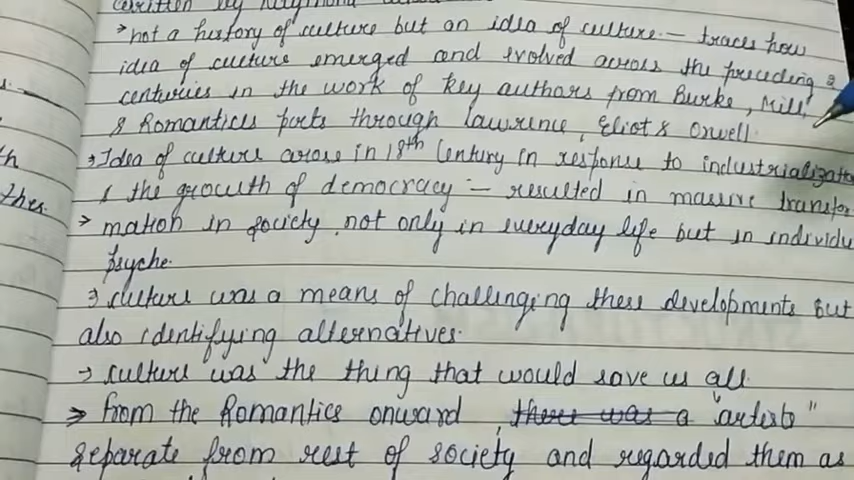 written by Raymond
→ not a history of culture but an idea of culture — traces how
idea of culture emerged and evolved across the preceding 2
centuries in the work of key authors from Burke, Mill,
& Romantics poets through Lawrence, Eliot & Orwell.
→ Idea of culture arose in 18th Century in response to industrializatio
& the growth of democracy — resulted in massive transfor
→ mation in society, not only in everyday life but in individu
psyche.
→ culture was a means of challenging these developments but
also identifying alternatives.
→ culture was the thing that would save us all
→ from the Romantics onward, there was a "artists"
separate from rest of society and regarded them as